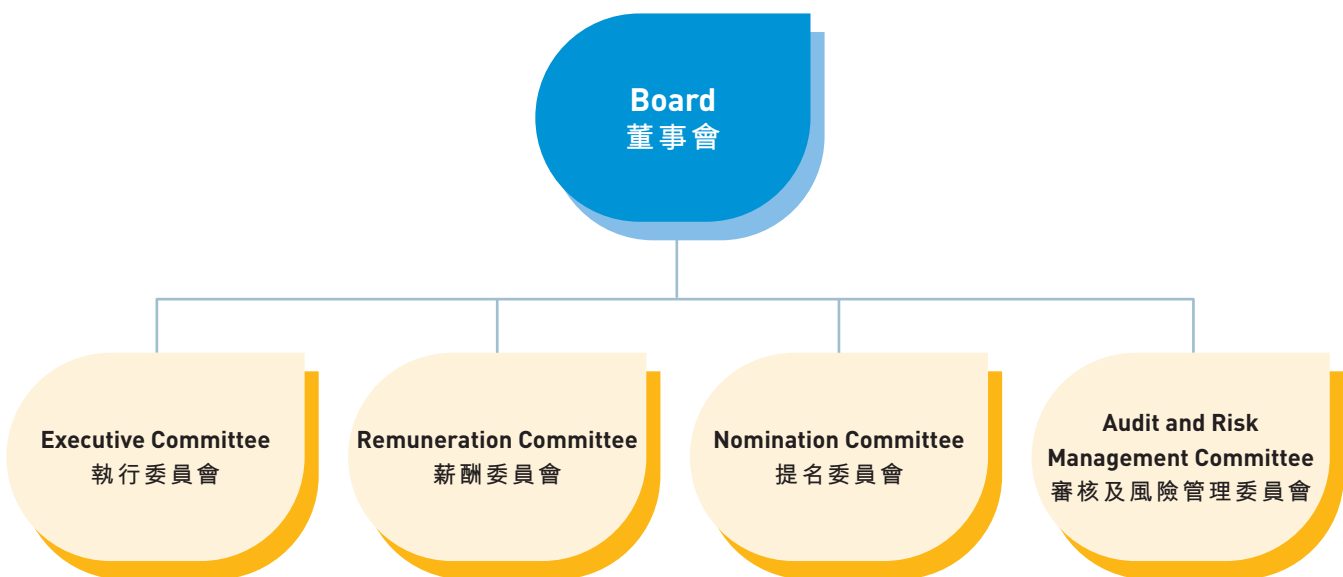 Board
董事會
Executive Committee
執行委員會
Remuneration Committee
薪酬委員會
Nomination Committee
提名委員會
Audit and Risk
Management Committee
審核及風險管理委員會